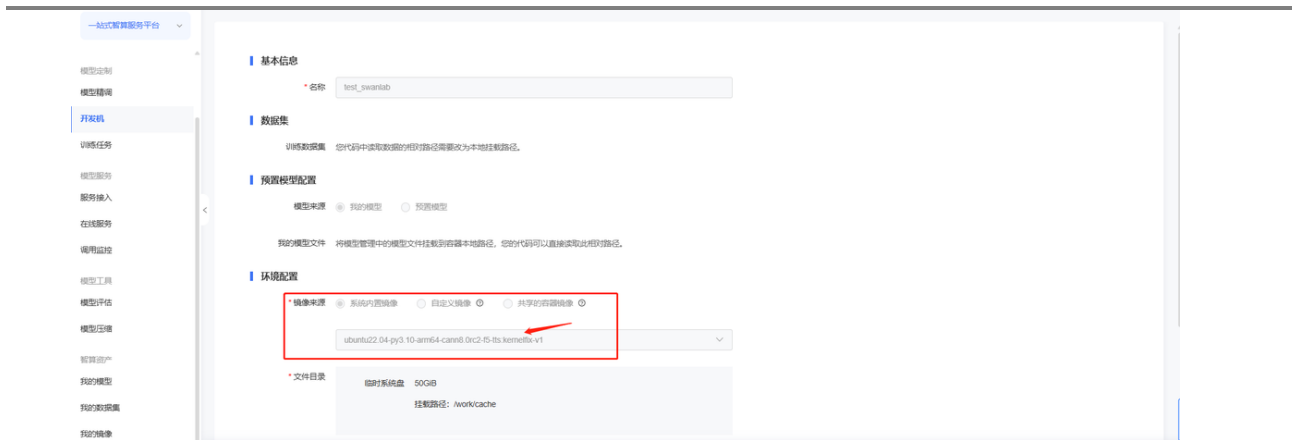 一站式智算服务平台
模型定制
模型精调
开发机
训练任务
模型服务
服务接入
在线服务
调用监控
模型工具
模型评估
模型压缩
智算资产
我的模型
我的数据集
我的镜像
基本信息
* 名称 test_swanlab
数据集
训练数据集 您代码中读取数据的相对路径需要改为本地挂载路径。
预置模型配置
模型来源 我的模型 预置模型
我的模型文件 将模型管理中的模型文件挂载到容器本地路径，您的代码可以直接读取此相对路径。
环境配置
* 镜像来源 系统内置镜像 自定义镜像 共享的容器镜像
ubuntu22.04-py3.10-arm64-cann8.0rc2-f5-tts:kernelfix-v1
* 文件目录 临时系统盘 50GiB
挂载路径：/work/cache